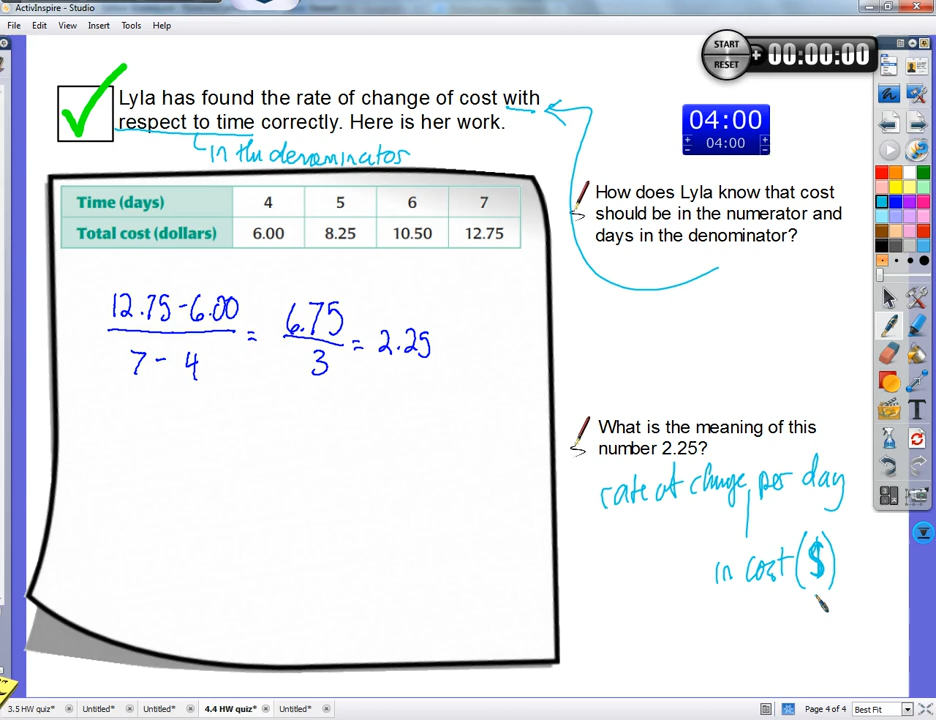 ActivInspire - Studio
File Edit View Insert Tools Help
START
RESET
+ 00:00:00
Lyla has found the rate of change of cost with
respect to time correctly. Here is her work.
in the denominator
04:00
04:00
How does Lyla know that cost
should be in the numerator and
days in the denominator?
Time (days) 4 5 6 7
Total cost (dollars) 6.00 8.25 10.50 12.75
12.75 - 6.00
7 - 4
=
6.75
3
= 2.25
What is the meaning of this
number 2.25?
rate of change per day
in cost ($)
3.5 HW quiz* Untitled* Untitled* 4.4 HW quiz* Untitled*
Page 4 of 4 Best Fit